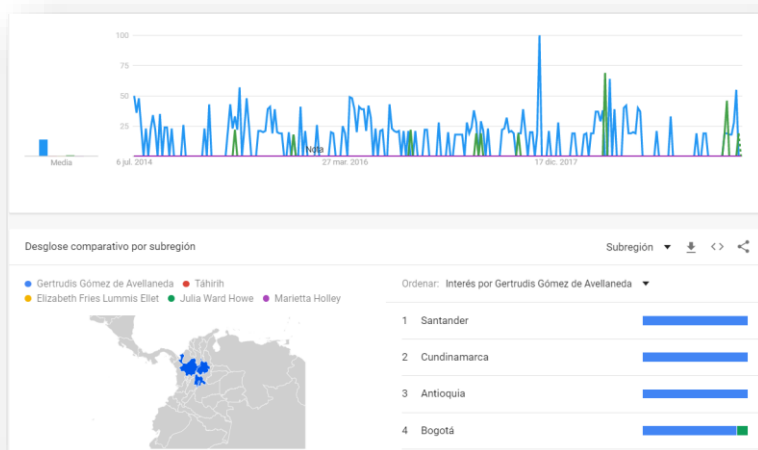 100
75
50
25
Nota
Media
6 jul. 2014
27 mar. 2016
17 dic. 2017
Desglose comparativo por subregión
Subregión
Gertrudis Gómez de Avellaneda
Táhirih
Elizabeth Fries Lummis Ellet
Julia Ward Howe
Marietta Holley
Ordenar: Interés por Gertrudis Gómez de Avellaneda
1 Santander
2 Cundinamarca
3 Antioquia
4 Bogotá